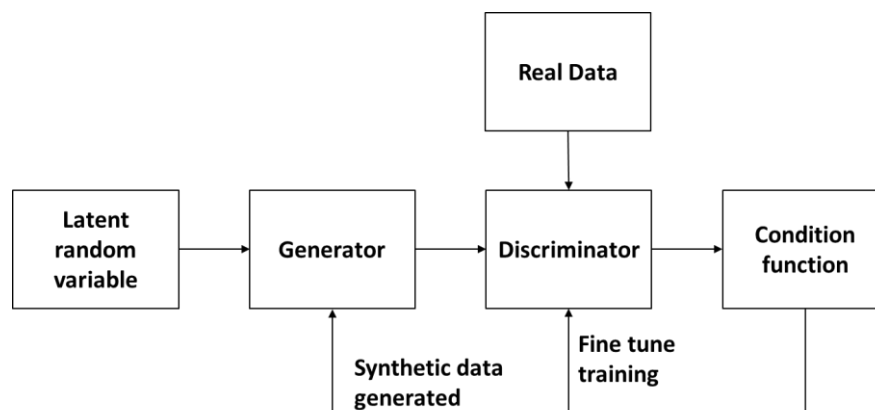 Real Data
Latent
random
variable
Generator
Discriminator
Condition
function
Synthetic data
generated
Fine tune
training